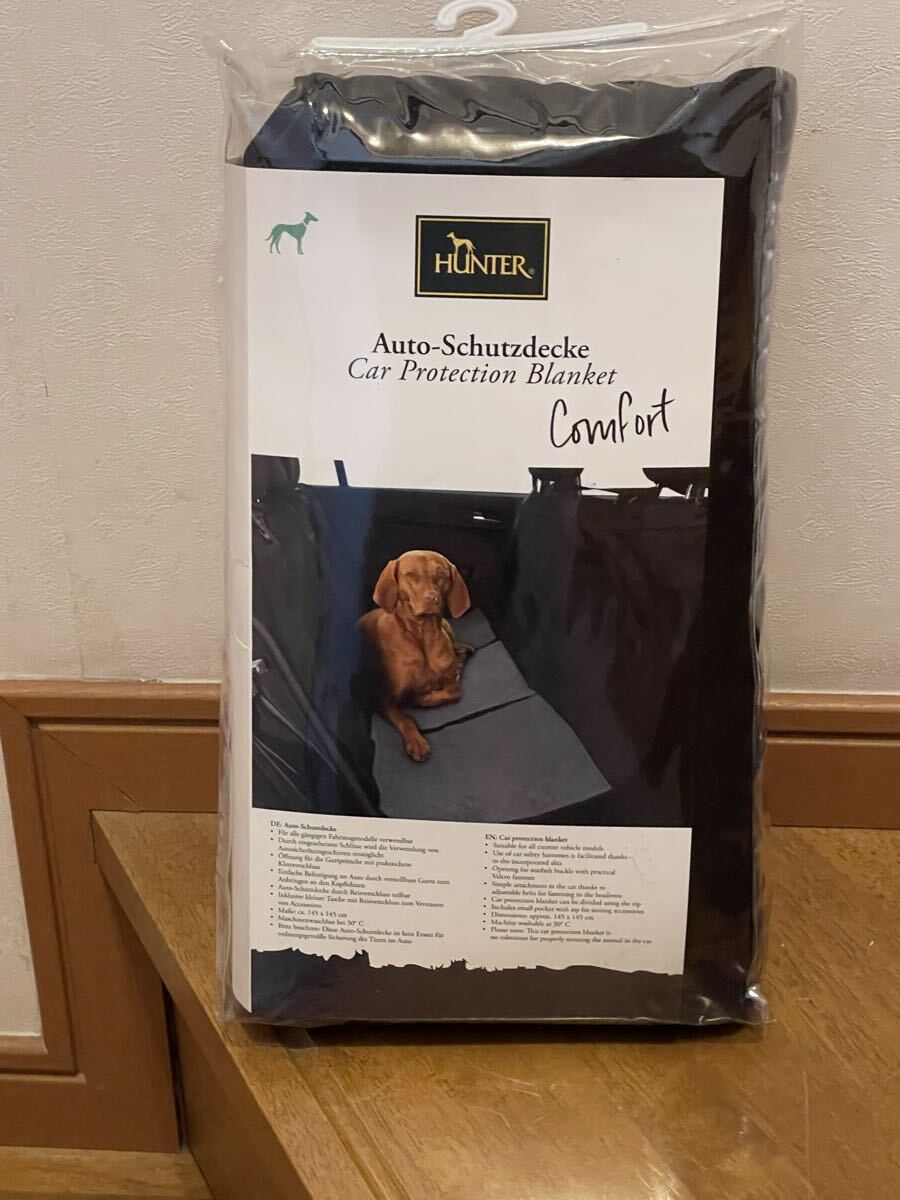 HUNTER®
Auto-Schutzdecke
Car Protection Blanket
Comfort
DE: Auto-Schutzdecke
• Für alle gängigen Fahrzeugmodelle verwendbar
• Durch eingearbeitete Schlitze wird die Verwendung von
Autosicherheitsgeschirren ermöglicht
• Öffnung für die Gurtpeitsche mit praktischem
Klettverschluss
• Einfache Befestigung im Auto durch verstellbare Gurte zum
Anbringen an den Kopflehnen
• Auto-Schutzdecke durch Reissverschluss teilbar
• Inklusive kleiner Tasche mit Reissverschluss zum Verstauen
von Accessoires
• Maße: ca. 145 x 145 cm
• Maschinenwaschbar bei 30° C
• Bitte beachten: Diese Auto-Schutzdecke ist kein Ersatz für
ordnungsgemäße Sicherung des Tieres im Auto
EN: Car protection blanket
• Suitable for all current vehicle models
• Use of car safety harnesses is facilitated thanks
to the incorporated slits
• Opening for seatbelt buckle with practical
Velcro fastener
• Simple attachment in the car thanks to
adjustable belts for fastening to the headrests
• Car protection blanket can be divided using the zip
• Includes small pocket with zip for storing accessories
• Dimensions: approx. 145 x 145 cm
• Machine washable at 30° C
• Please note: This car protection blanket is
no substitute for properly securing the animal in the car